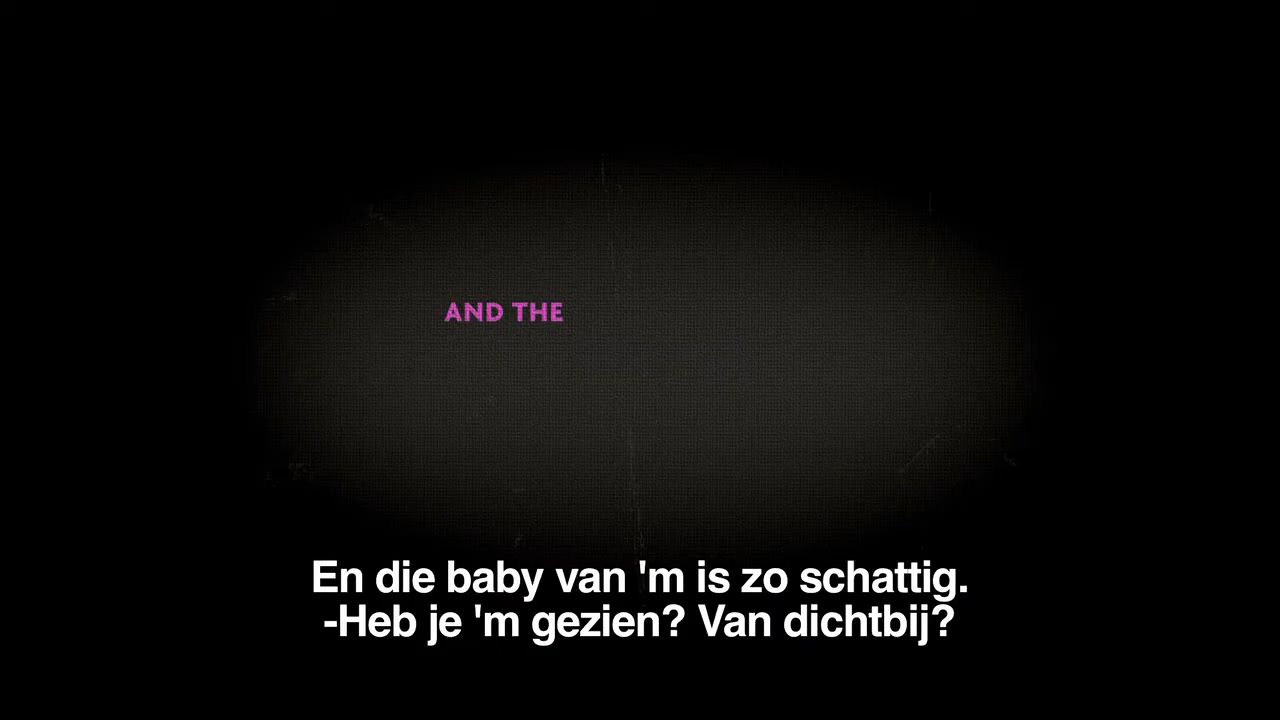 AND THE
En die baby van 'm is zo schattig.
-Heb je 'm gezien? Van dichtbij?